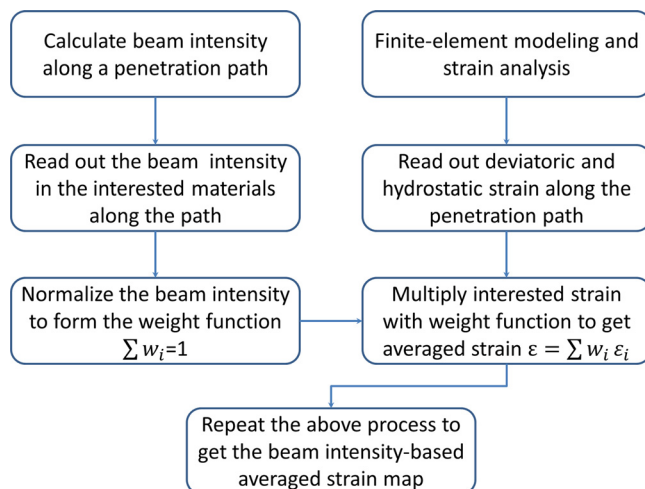 Calculate beam intensity
along a penetration path
Finite-element modeling and
strain analysis
Read out the beam intensity
in the interested materials
along the path
Read out deviatoric and
hydrostatic strain along the
penetration path
Normalize the beam intensity
to form the weight function
∑ wᵢ=1
Multiply interested strain
with weight function to get
averaged strain ε = ∑ wᵢ εᵢ
Repeat the above process to
get the beam intensity-based
averaged strain map